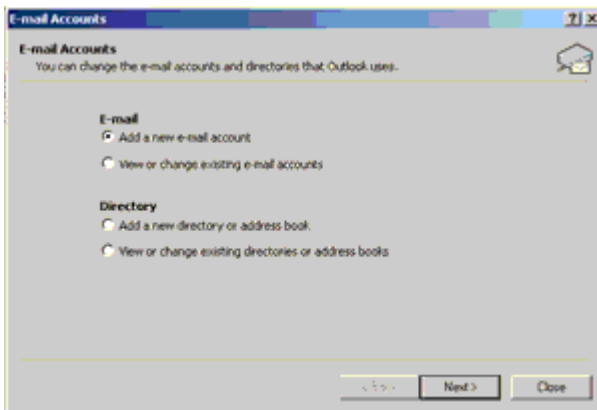 E-mail Accounts
E-mail Accounts
You can change the e-mail accounts and directories that Outlook uses.
E-mail
Add a new e-mail account
View or change existing e-mail accounts
Directory
Add a new directory or address book
View or change existing directories or address books
Next >
Close